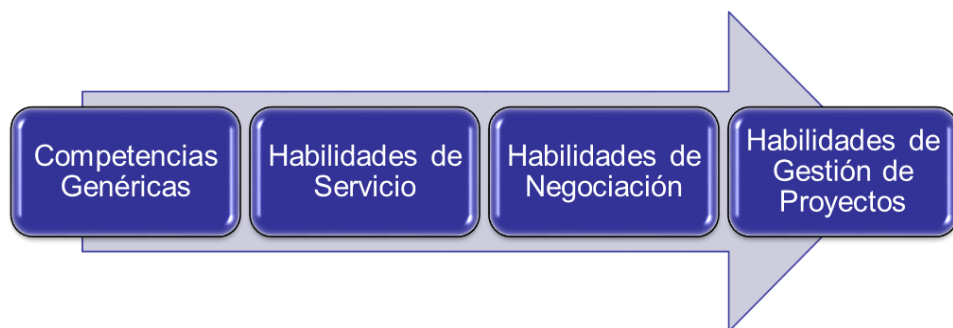 Competencias
Genéricas
Habilidades de
Servicio
Habilidades de
Negociación
Habilidades de
Gestión de
Proyectos